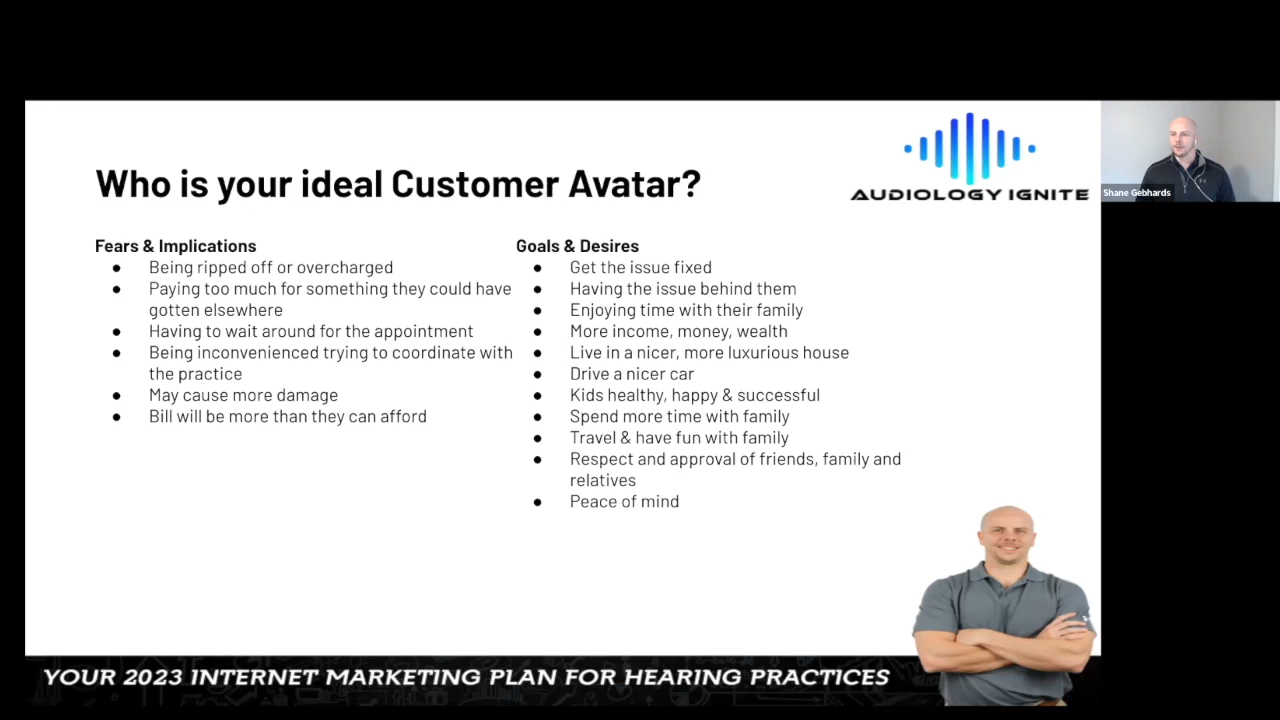 AUDIOLOGY IGNITE
Shane Gebhards
Who is your ideal Customer Avatar?
Fears & Implications
● Being ripped off or overcharged
● Paying too much for something they could have
gotten elsewhere
● Having to wait around for the appointment
● Being inconvenienced trying to coordinate with
the practice
● May cause more damage
● Bill will be more than they can afford
Goals & Desires
● Get the issue fixed
● Having the issue behind them
● Enjoying time with their family
● More income, money, wealth
● Live in a nicer, more luxurious house
● Drive a nicer car
● Kids healthy, happy & successful
● Spend more time with family
● Travel & have fun with family
● Respect and approval of friends, family and
relatives
● Peace of mind
YOUR 2023 INTERNET MARKETING PLAN FOR HEARING PRACTICES